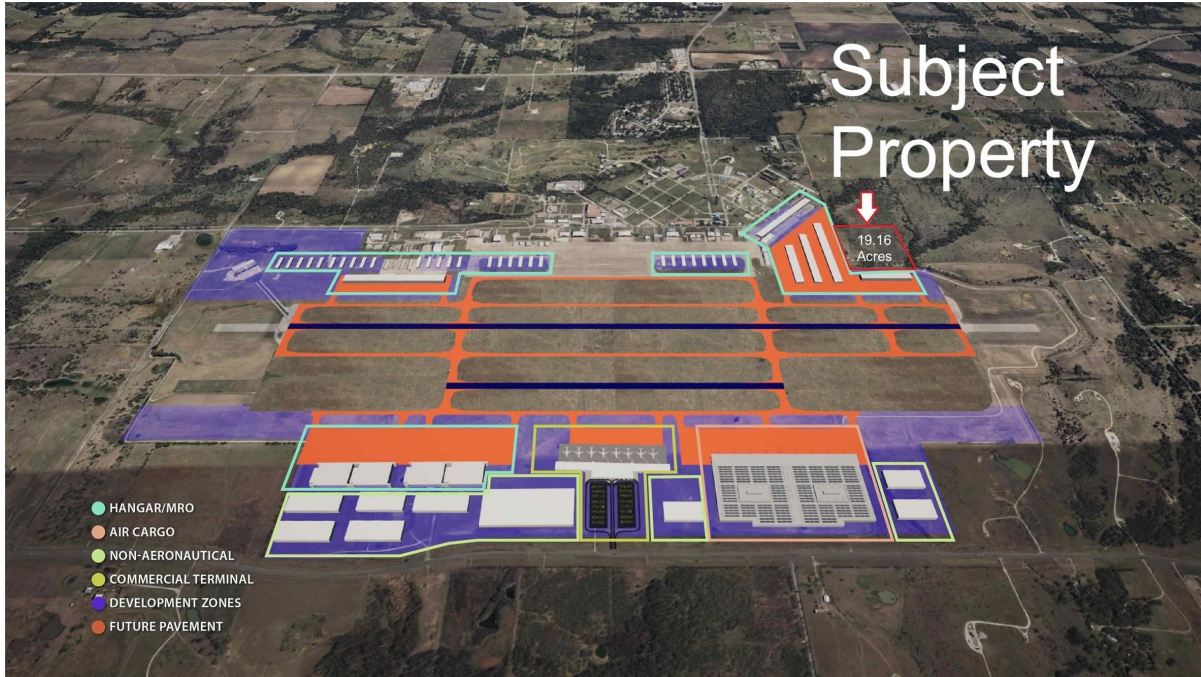 Subject
Property
19.16
Acres
HANGAR/MRO
AIR CARGO
NON-AERONAUTICAL
COMMERCIAL TERMINAL
DEVELOPMENT ZONES
FUTURE PAVEMENT